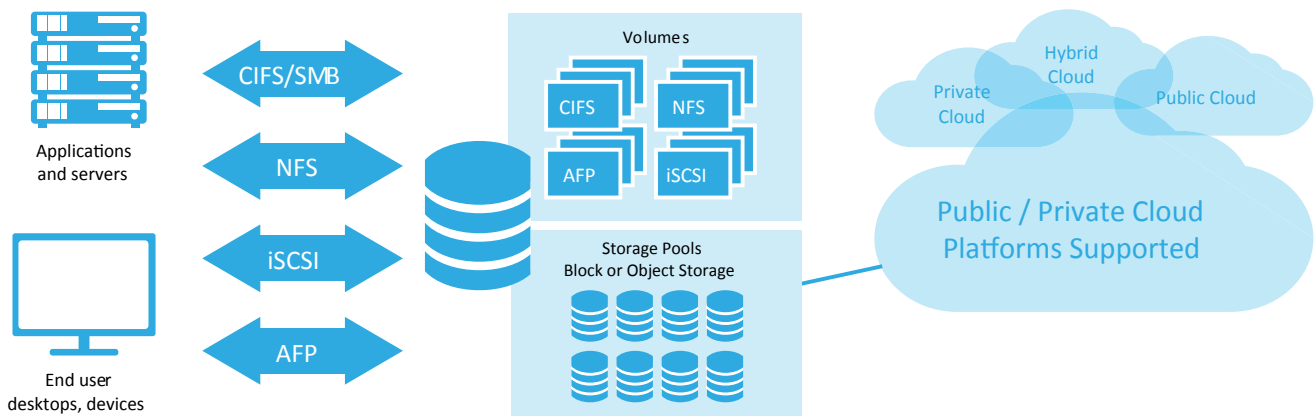 Applications
and servers
End user
desktops, devices
CIFS/SMB
NFS
iSCSI
AFP
Volumes
CIFS
NFS
AFP
iSCSI
Storage Pools
Block or Object Storage
Hybrid
Cloud
Private
Cloud
Public Cloud
Public / Private Cloud
Platforms Supported